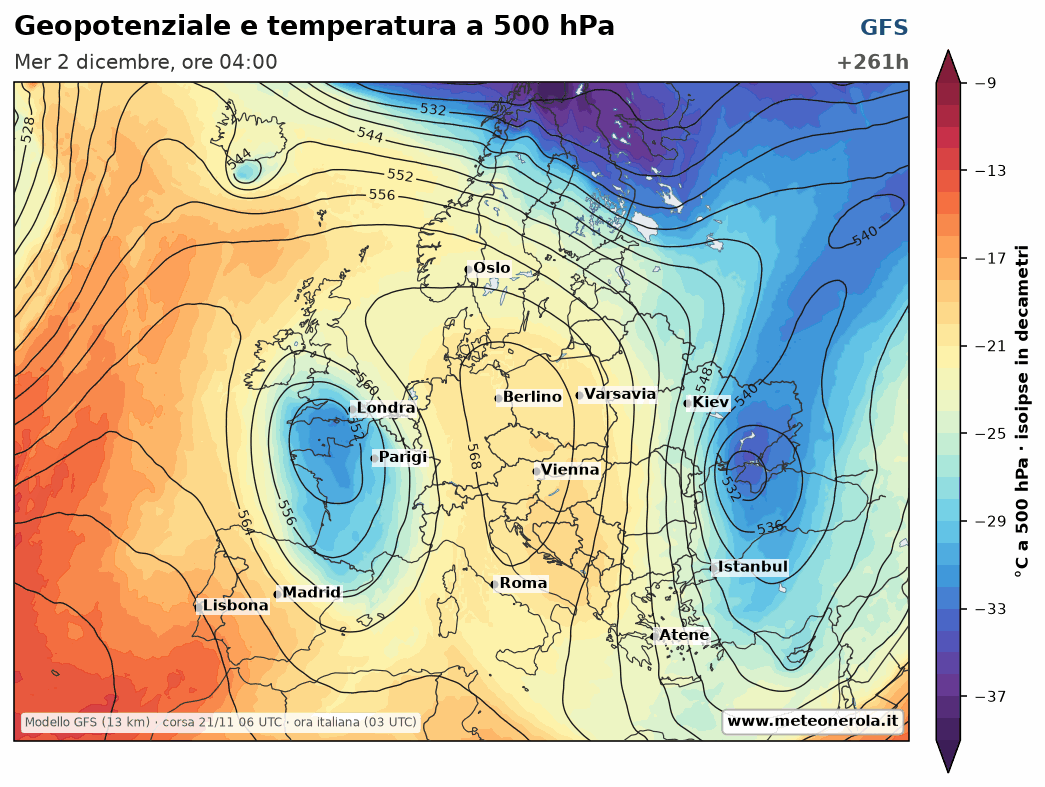 Geopotenziale e temperatura a 500 hPa
GFS
Mer 2 dicembre, ore 04:00
+261h
528
532
544
544
552
556
540
Oslo
560
548
540
Berlino
Varsavia
Kiev
Londra
552
Parigi
568
Vienna
532
556
564
536
Istanbul
Roma
Madrid
Lisbona
Atene
Modello GFS (13 km) · corsa 21/11 06 UTC · ora italiana (03 UTC)
www.meteonerola.it
−9
−13
−17
−21
−25
−29
−33
−37
°C a 500 hPa · isoipse in decametri